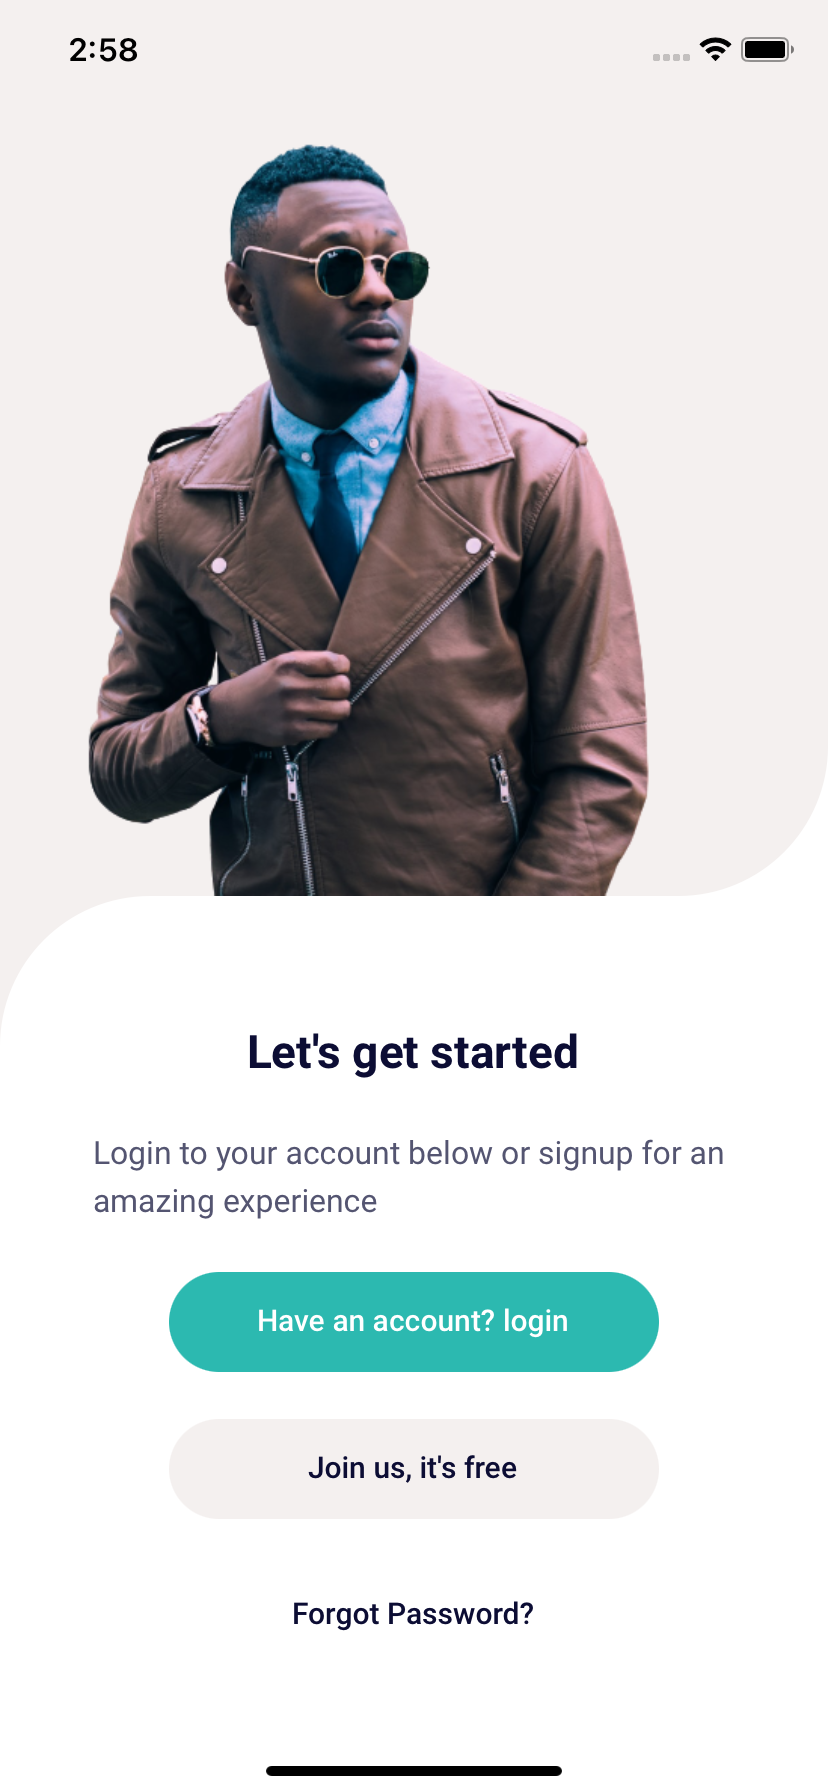 2:58
Let's get started
Login to your account below or signup for an
amazing experience
Have an account? login
Join us, it's free
Forgot Password?